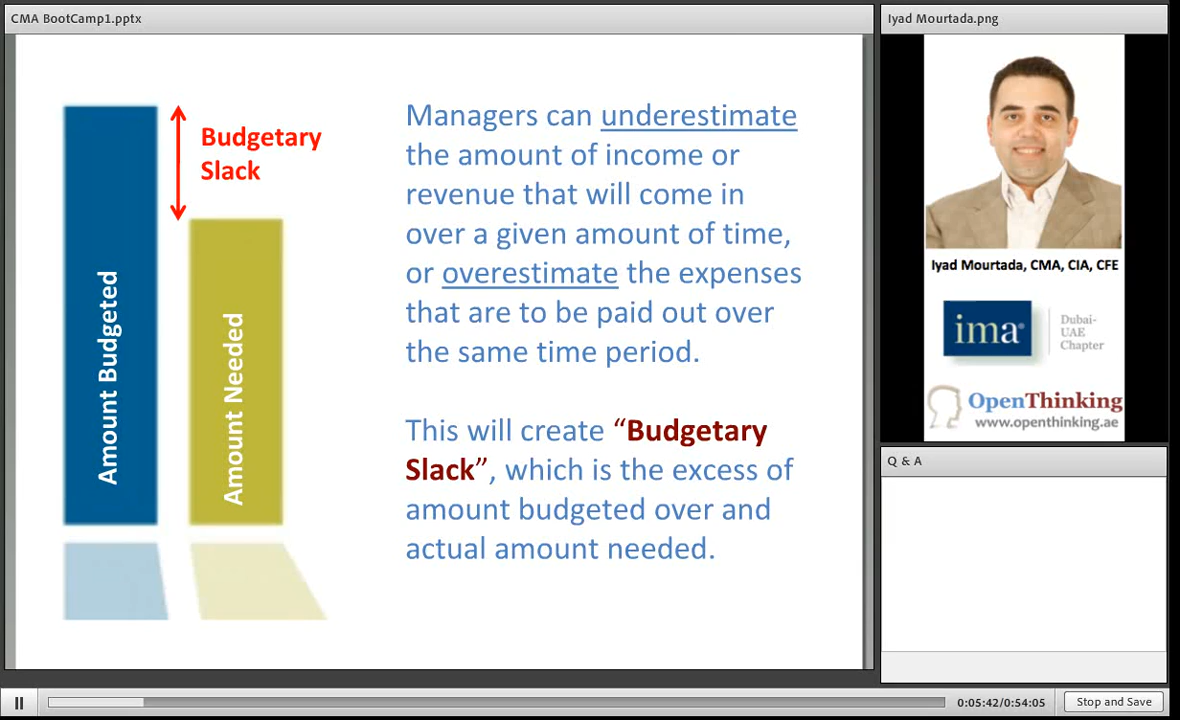 CMA BootCamp1.pptx
Budgetary
Slack
Amount Budgeted
Amount Needed
Managers can underestimate
the amount of income or
revenue that will come in
over a given amount of time,
or overestimate the expenses
that are to be paid out over
the same time period.
This will create “Budgetary
Slack”, which is the excess of
amount budgeted over and
actual amount needed.
Iyad Mourtada.png
Iyad Mourtada, CMA, CIA, CFE
ima®
Dubai-
UAE
Chapter
OpenThinking
www.openthinking.ae
Q & A
0:05:42/0:54:05
Stop and Save